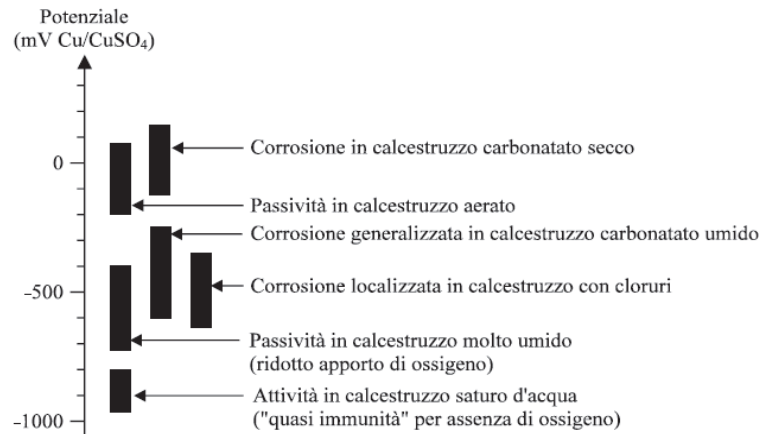 Potenziale
(mV Cu/CuSO₄)
Corrosione in calcestruzzo carbonatato secco
0
Passività in calcestruzzo aerato
Corrosione generalizzata in calcestruzzo carbonatato umido
Corrosione localizzata in calcestruzzo con cloruri
-500
Passività in calcestruzzo molto umido
(ridotto apporto di ossigeno)
Attività in calcestruzzo saturo d'acqua
("quasi immunità" per assenza di ossigeno)
-1000